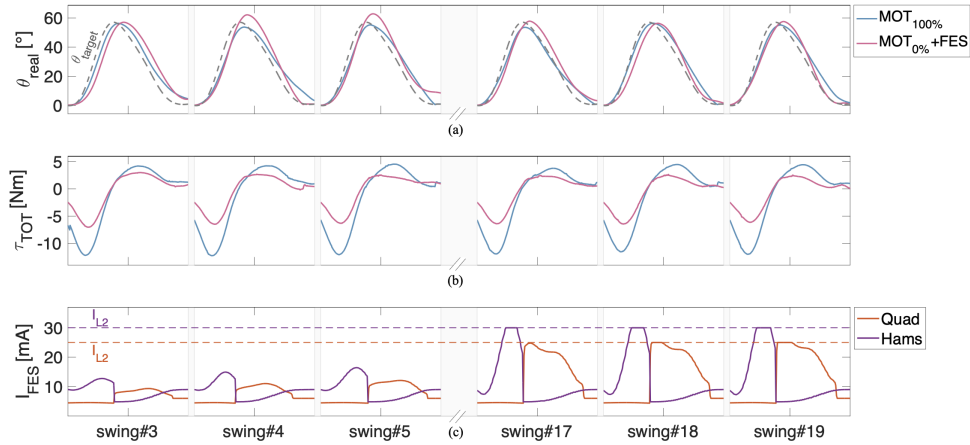 60
40
20
0
θreal [°]
θtarget
MOT100%
MOT0%+FES
(a)
5
0
-5
-10
τTOT [Nm]
(b)
30
20
10
IFES [mA]
IL2
IL2
Quad
Hams
swing#3 swing#4 swing#5 (c) swing#17 swing#18 swing#19